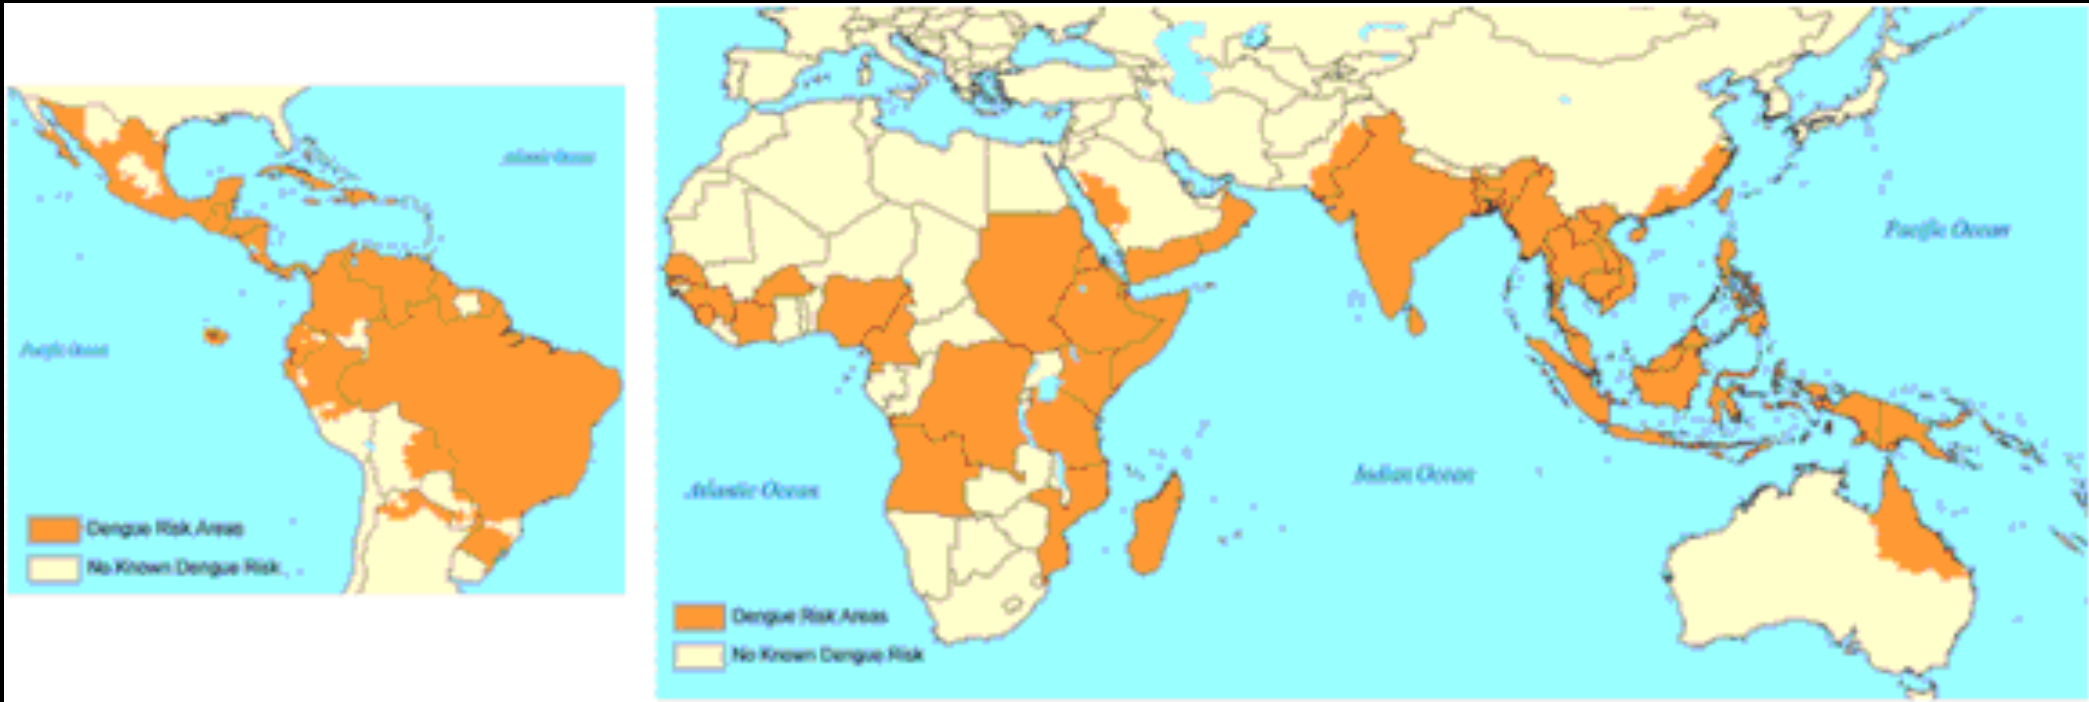 Atlantic Ocean
Pacific Ocean
Dengue Risk Areas
No Known Dengue Risk
Pacific Ocean
Atlantic Ocean
Indian Ocean
Dengue Risk Areas
No Known Dengue Risk